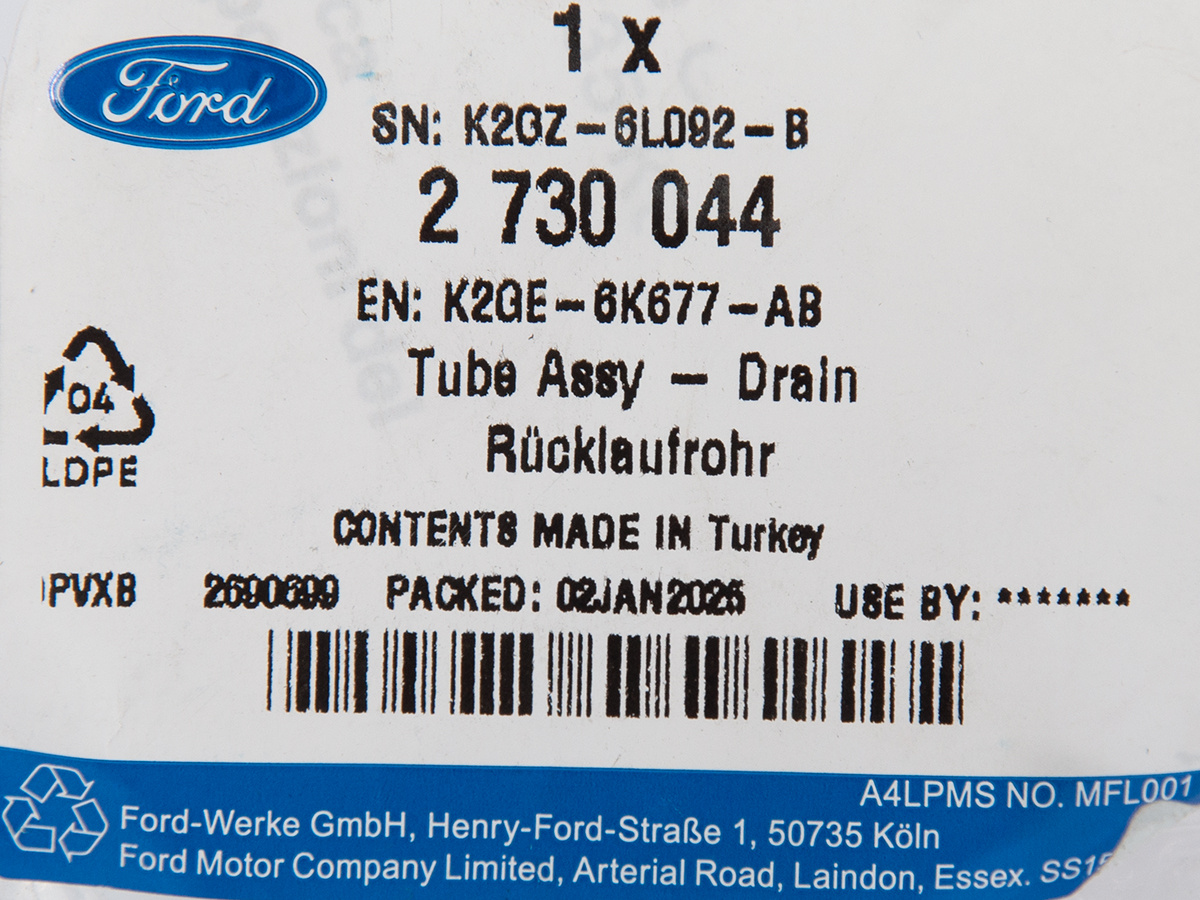 1 x
Ford
SN: K2GZ-6L092-B
2 730 044
EN: K2GE-6K677-AB
Tube Assy - Drain
Rücklaufrohr
04
LDPE
CONTENTS MADE IN Turkey
PVXB 2690699 PACKED: 02JAN2025 USE BY: *******
A4LPMS NO. MFL001
Ford-Werke GmbH, Henry-Ford-Straße 1, 50735 Köln
Ford Motor Company Limited, Arterial Road, Laindon, Essex. SS15